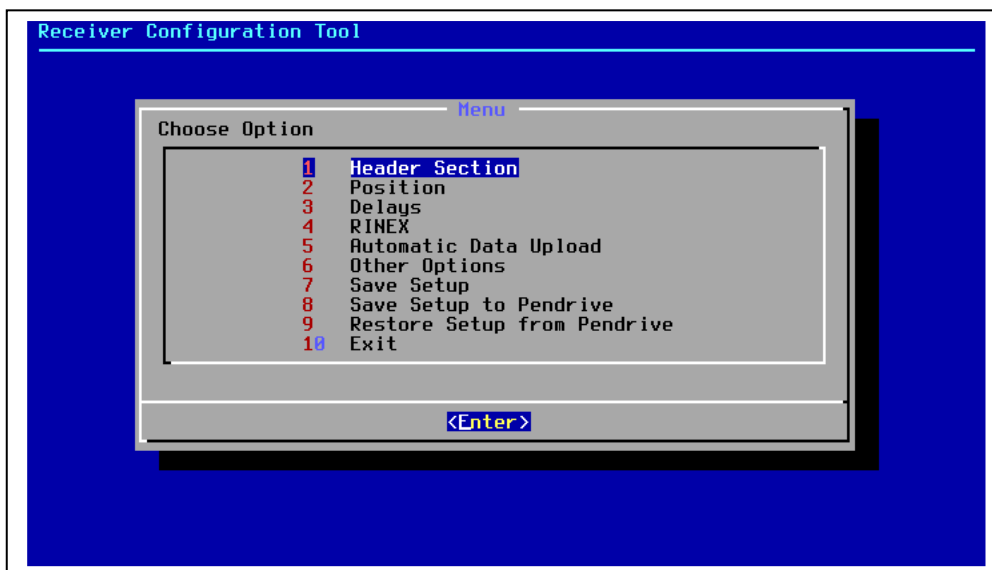 Receiver Configuration Tool
Menu
Choose Option
1 Header Section
2 Position
3 Delays
4 RINEX
5 Automatic Data Upload
6 Other Options
7 Save Setup
8 Save Setup to Pendrive
9 Restore Setup from Pendrive
10 Exit
<Enter>